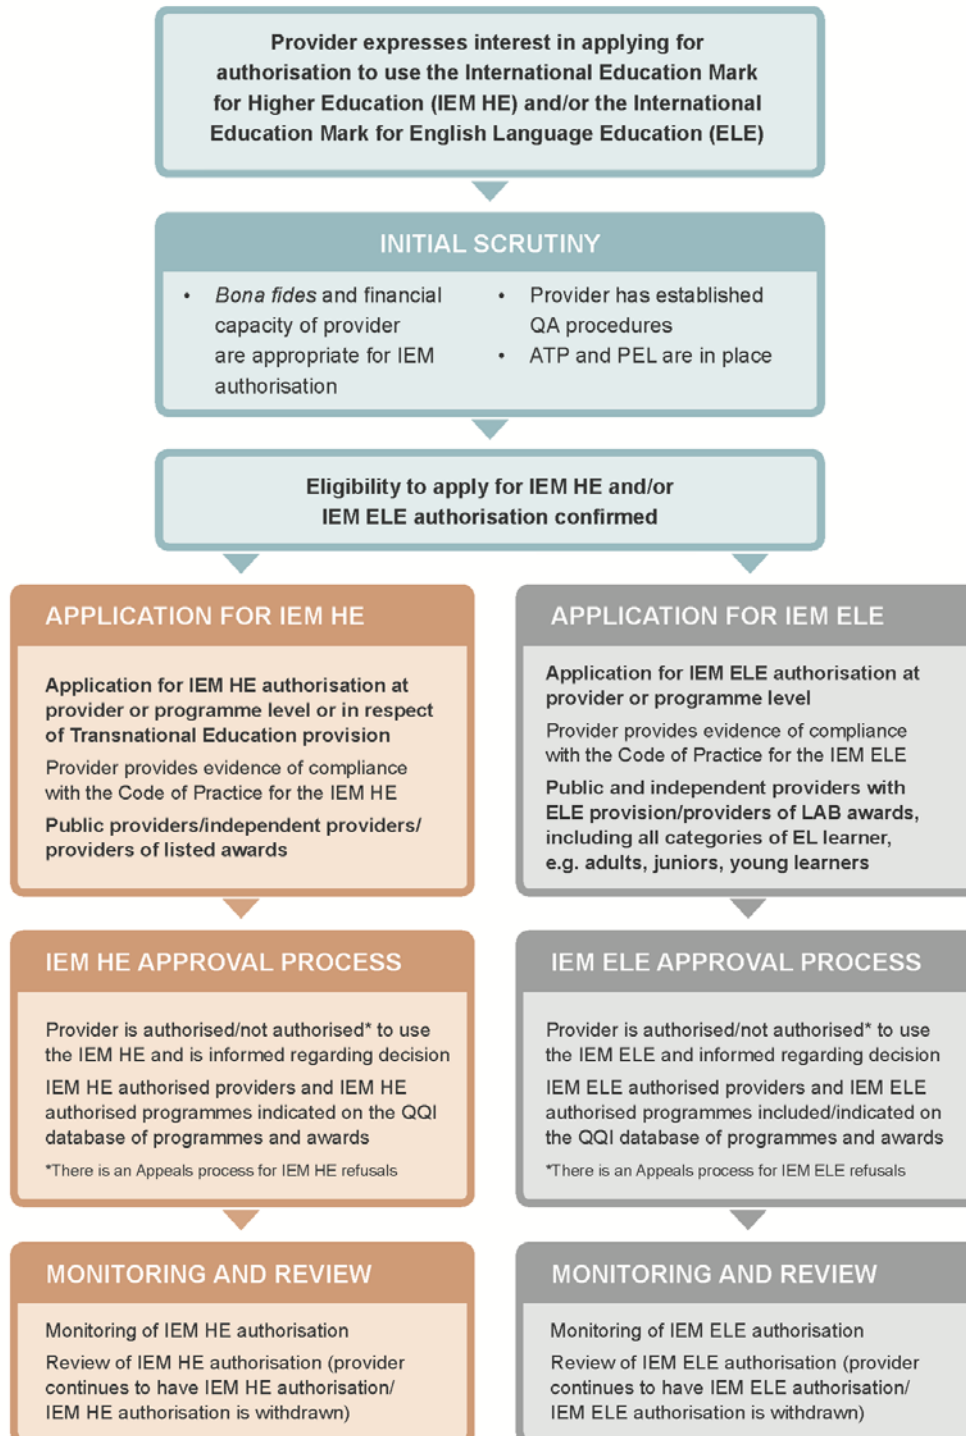 Provider expresses interest in applying for
authorisation to use the International Education Mark
for Higher Education (IEM HE) and/or the International
Education Mark for English Language Education (ELE)
INITIAL SCRUTINY
• Bona fides and financial
capacity of provider
are appropriate for IEM
authorisation
• Provider has established
QA procedures
• ATP and PEL are in place
Eligibility to apply for IEM HE and/or
IEM ELE authorisation confirmed
APPLICATION FOR IEM HE
Application for IEM HE authorisation at
provider or programme level or in respect
of Transnational Education provision
Provider provides evidence of compliance
with the Code of Practice for the IEM HE
Public providers/independent providers/
providers of listed awards
APPLICATION FOR IEM ELE
Application for IEM ELE authorisation at
provider or programme level
Provider provides evidence of compliance
with the Code of Practice for the IEM ELE
Public and independent providers with
ELE provision/providers of LAB awards,
including all categories of EL learner,
e.g. adults, juniors, young learners
IEM HE APPROVAL PROCESS
Provider is authorised/not authorised* to use
the IEM HE and is informed regarding decision
IEM HE authorised providers and IEM HE
authorised programmes indicated on the QQI
database of programmes and awards
*There is an Appeals process for IEM HE refusals
IEM ELE APPROVAL PROCESS
Provider is authorised/not authorised* to use
the IEM ELE and informed regarding decision
IEM ELE authorised providers and IEM ELE
authorised programmes included/indicated on
the QQI database of programmes and awards
*There is an Appeals process for IEM ELE refusals
MONITORING AND REVIEW
Monitoring of IEM HE authorisation
Review of IEM HE authorisation (provider
continues to have IEM HE authorisation/
IEM HE authorisation is withdrawn)
MONITORING AND REVIEW
Monitoring of IEM ELE authorisation
Review of IEM ELE authorisation (provider
continues to have IEM ELE authorisation/
IEM ELE authorisation is withdrawn)